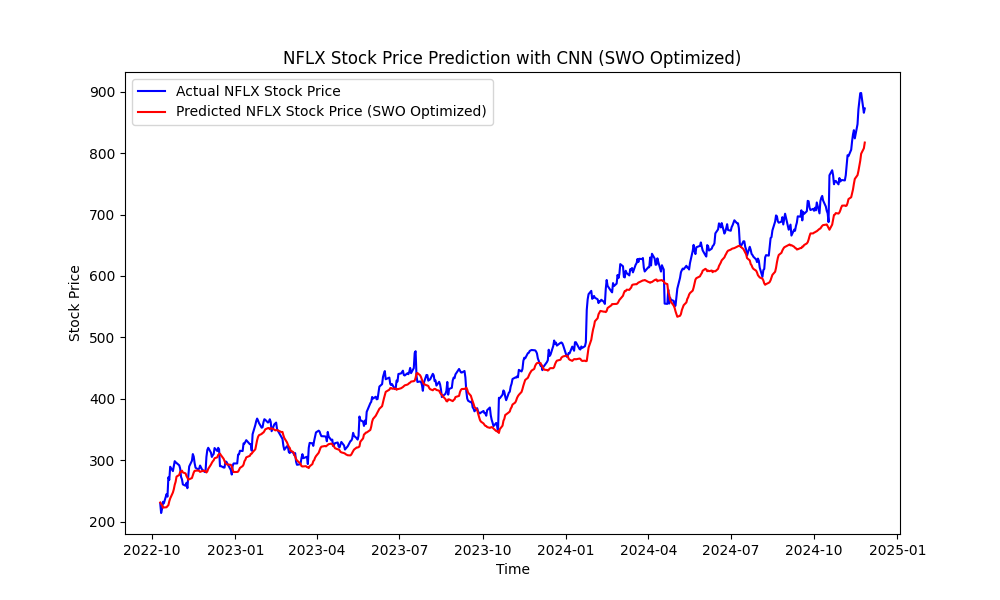 NFLX Stock Price Prediction with CNN (SWO Optimized)
Actual NFLX Stock Price
Predicted NFLX Stock Price (SWO Optimized)
900
800
700
600
500
400
300
200
Stock Price
2022-10 2023-01 2023-04 2023-07 2023-10 2024-01 2024-04 2024-07 2024-10 2025-01
Time